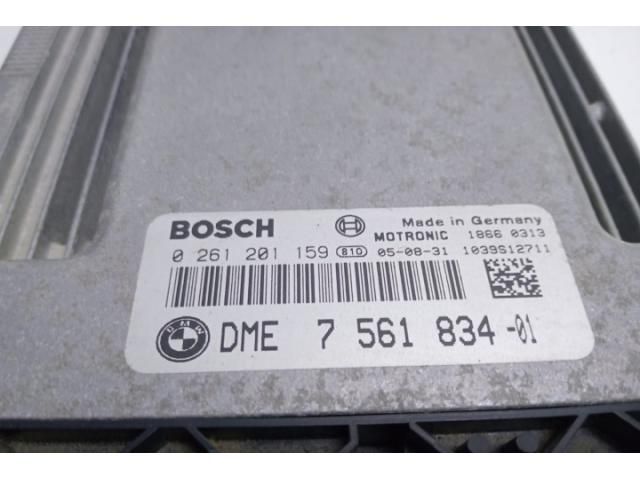 BOSCH Made in Germany
MOTRONIC 1866 0313
0 261 201 159 810 05-08-31 1039S12711
BMW DME 7 561 834-01